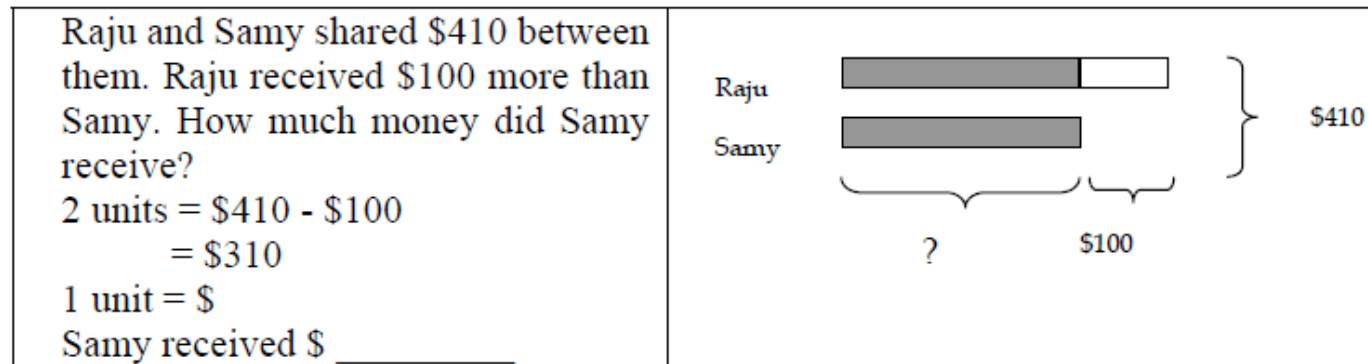 Raju and Samy shared $410 between
them. Raju received $100 more than
Samy. How much money did Samy
receive?
2 units = $410 - $100
= $310
1 unit = $
Samy received $ _________
Raju
Samy
$410
?
$100